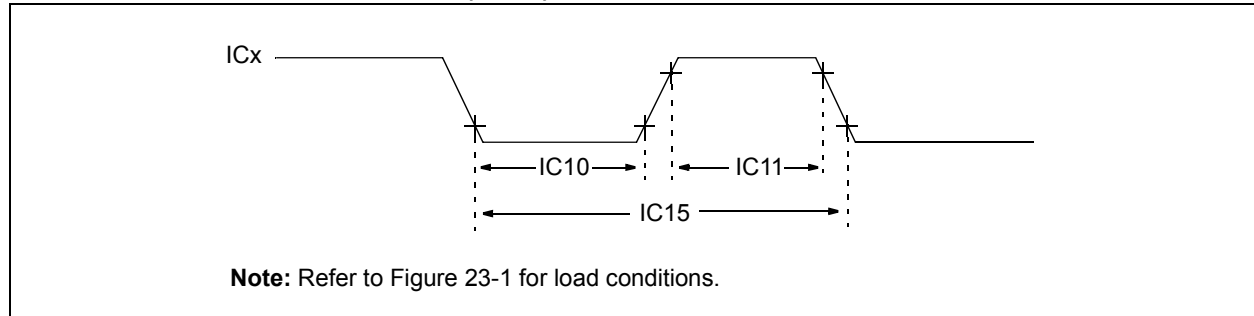 ICx
IC10
IC11
IC15
Note: Refer to Figure 23-1 for load conditions.